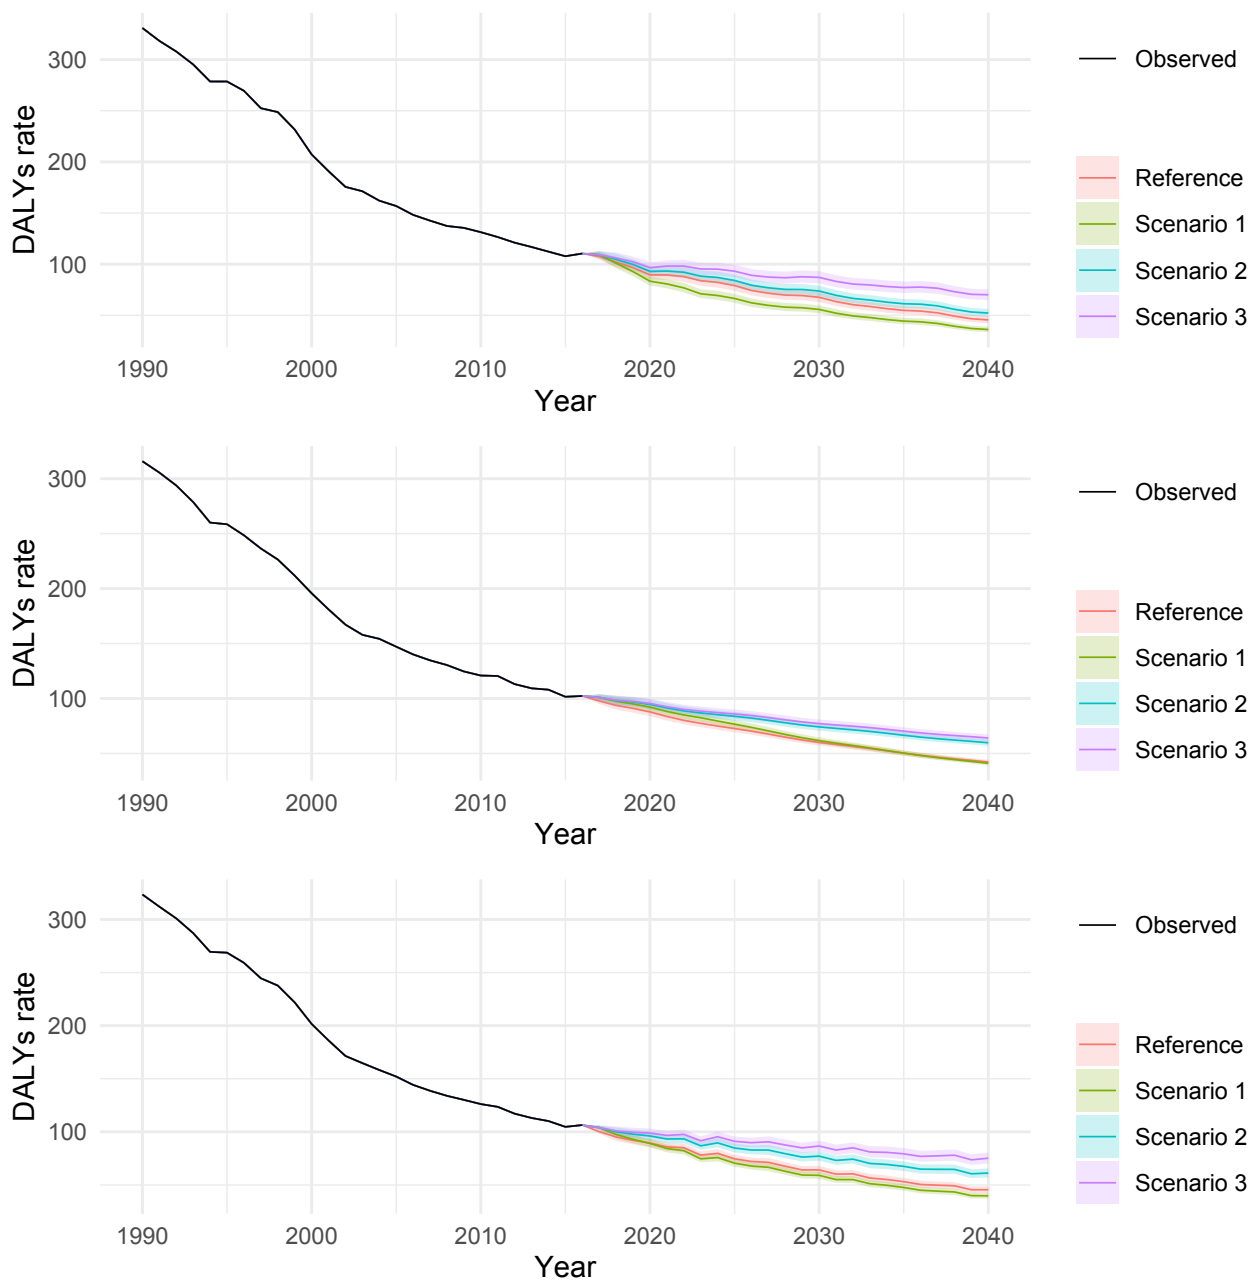 DALYs rate
300
200
100
1990 2000 2010 2020 2030 2040
Year
Observed
Reference
Scenario 1
Scenario 2
Scenario 3
DALYs rate
300
200
100
1990 2000 2010 2020 2030 2040
Year
Observed
Reference
Scenario 1
Scenario 2
Scenario 3
DALYs rate
300
200
100
1990 2000 2010 2020 2030 2040
Year
Observed
Reference
Scenario 1
Scenario 2
Scenario 3